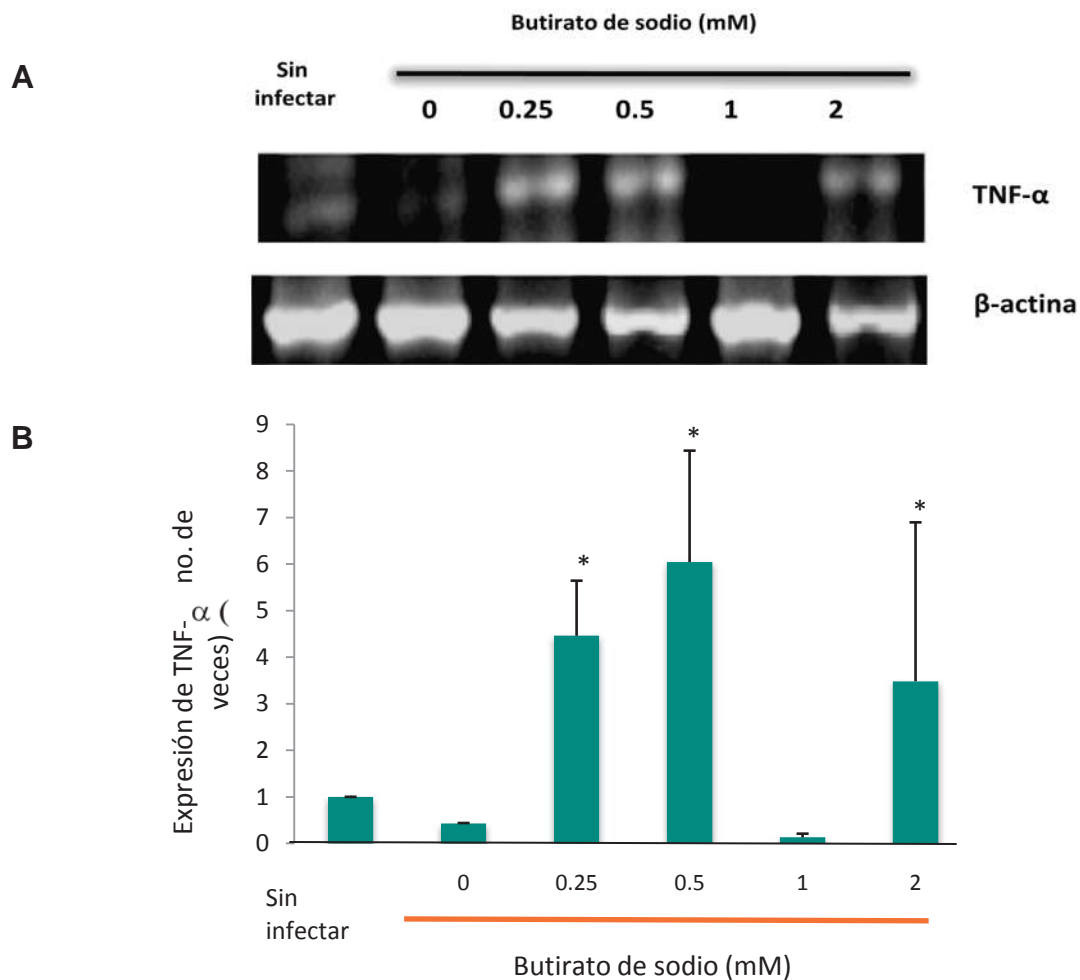 Butirato de sodio (mM)
A
Sin
infectar
0 0.25 0.5 1 2
TNF-α
β-actina
B
Expresión de TNF-α ( no. de
veces)
9
8
7
6
5
4
3
2
1
0
*
*
*
0 0.25 0.5 1 2
Sin
infectar
Butirato de sodio (mM)